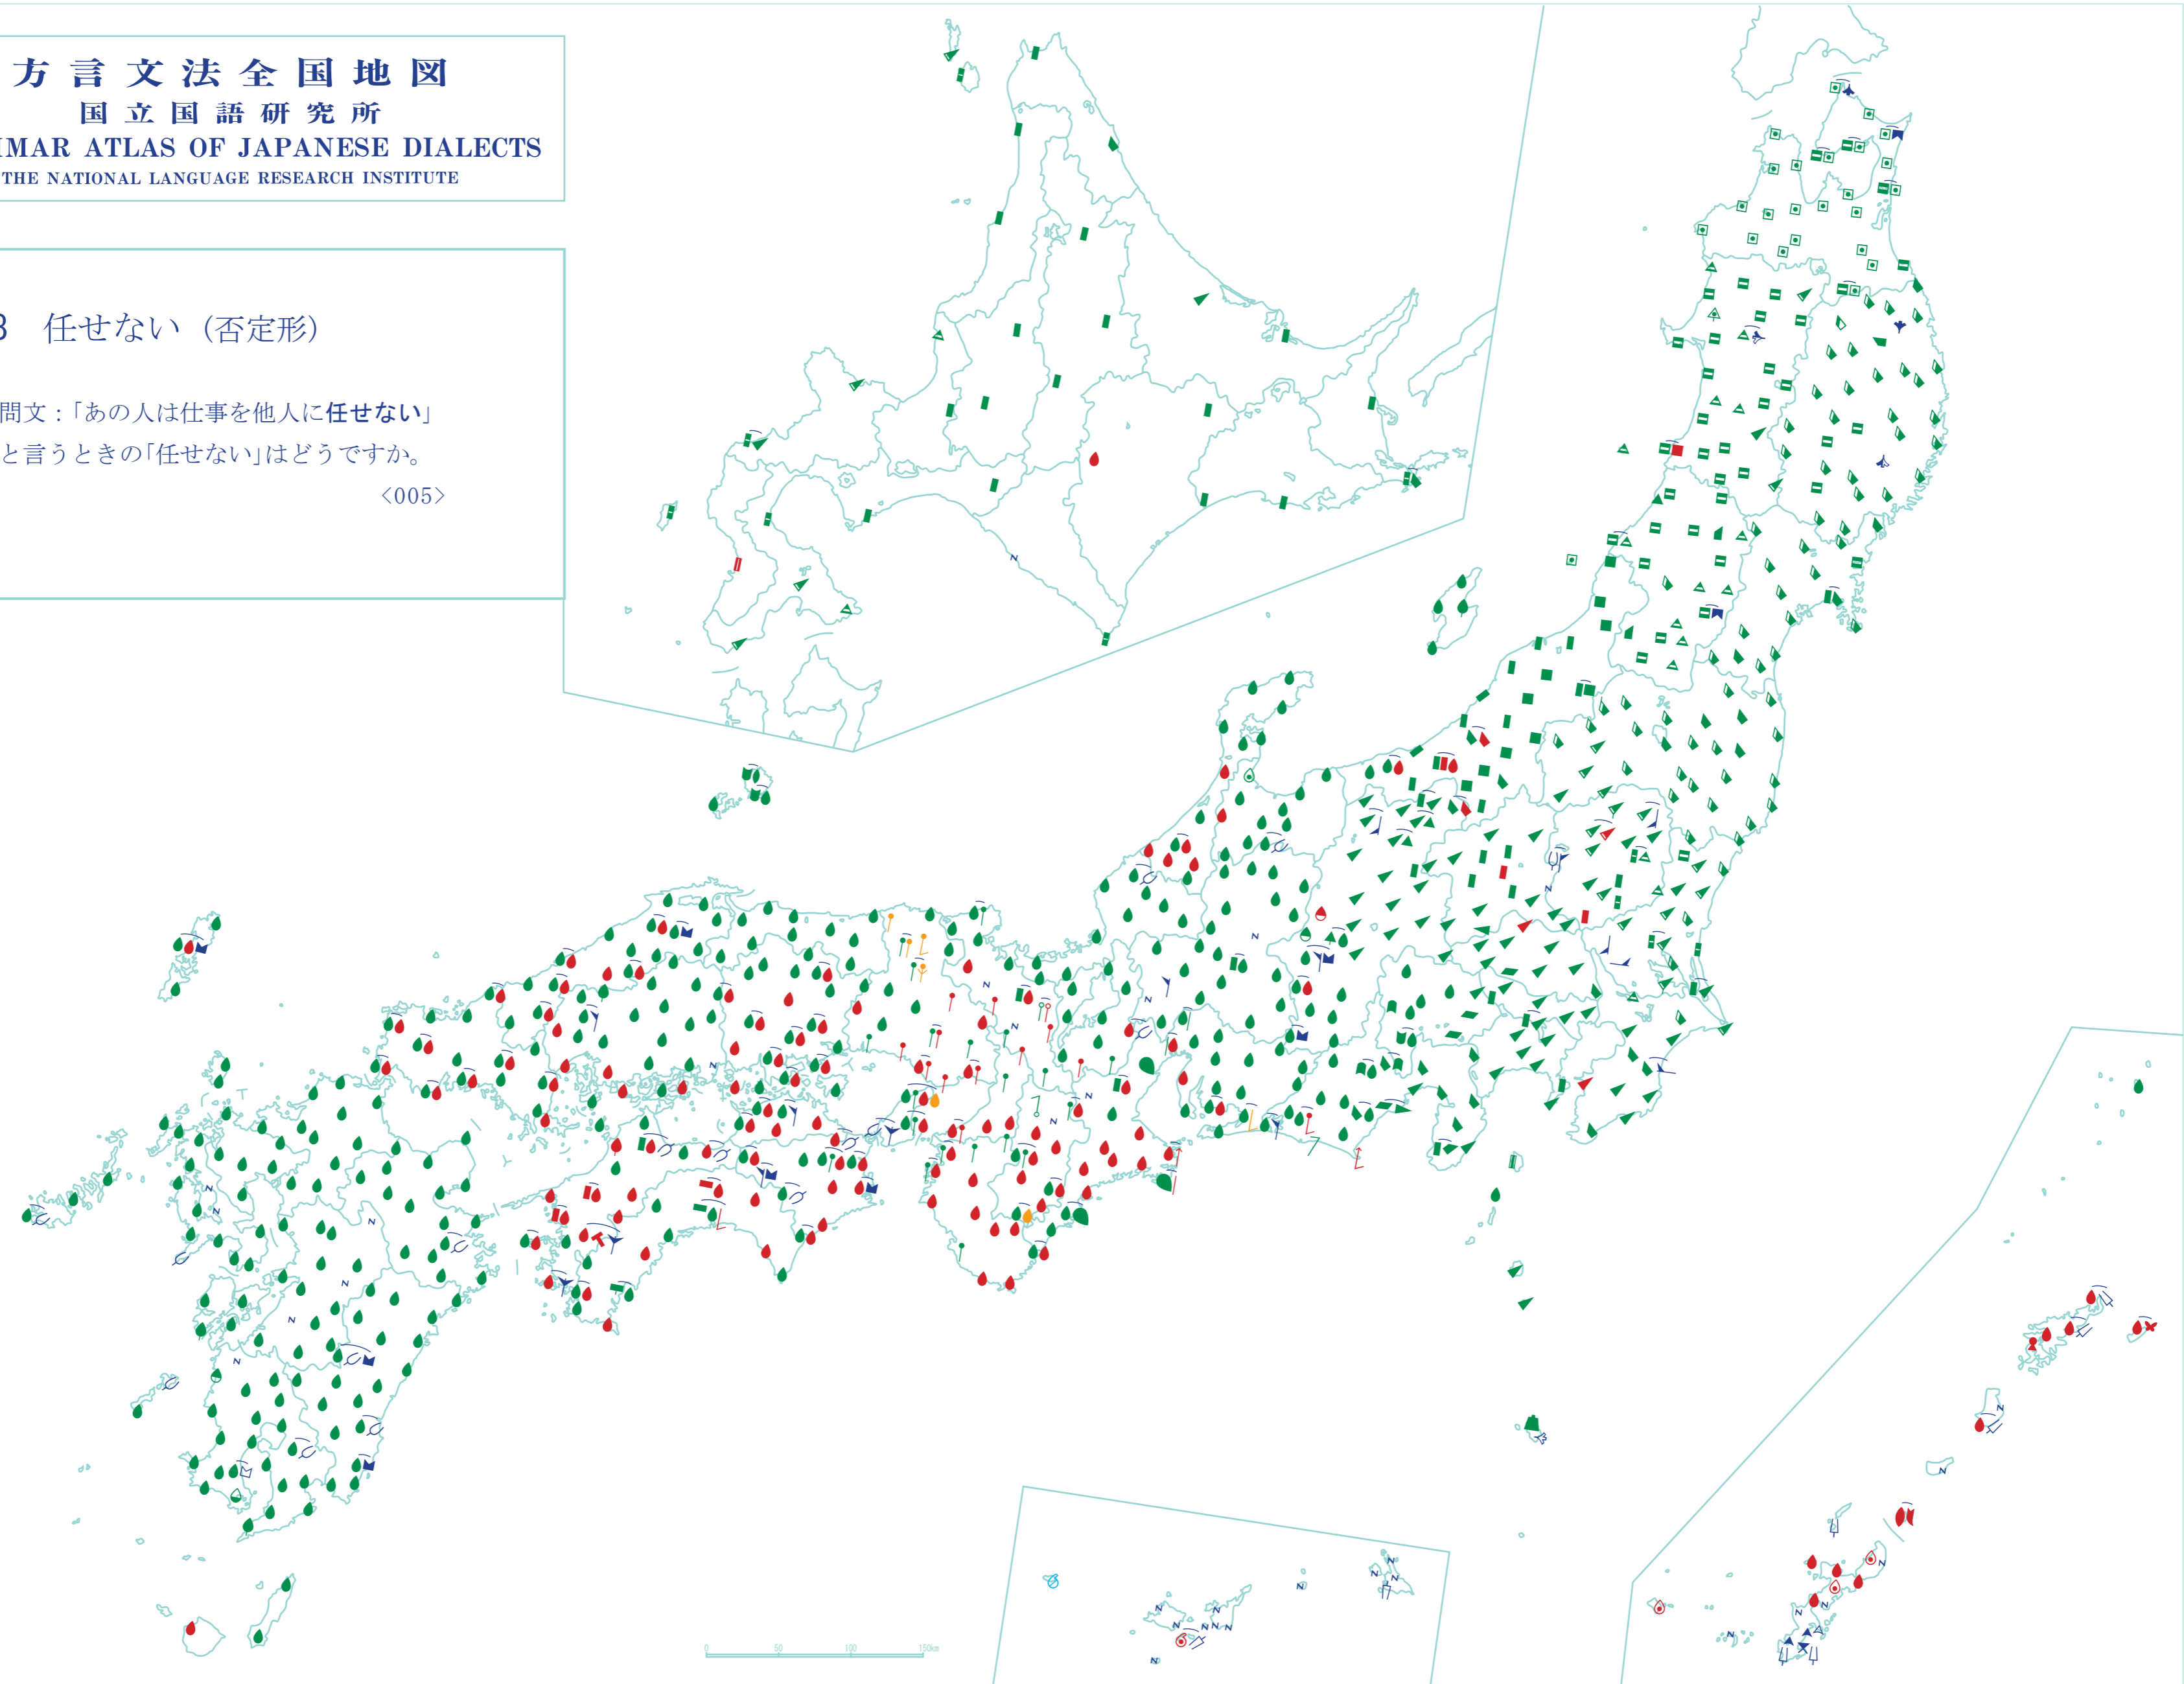 方言文法全国地図
国立国語研究所
MAR ATLAS OF JAPANESE DIALECTS
THE NATIONAL LANGUAGE RESEARCH INSTITUTE
任せない（否定形）
問文：「あの人は仕事を他人に任せない」
と言うときの「任せない」はどうですか。
<005>
0 50 100 150km